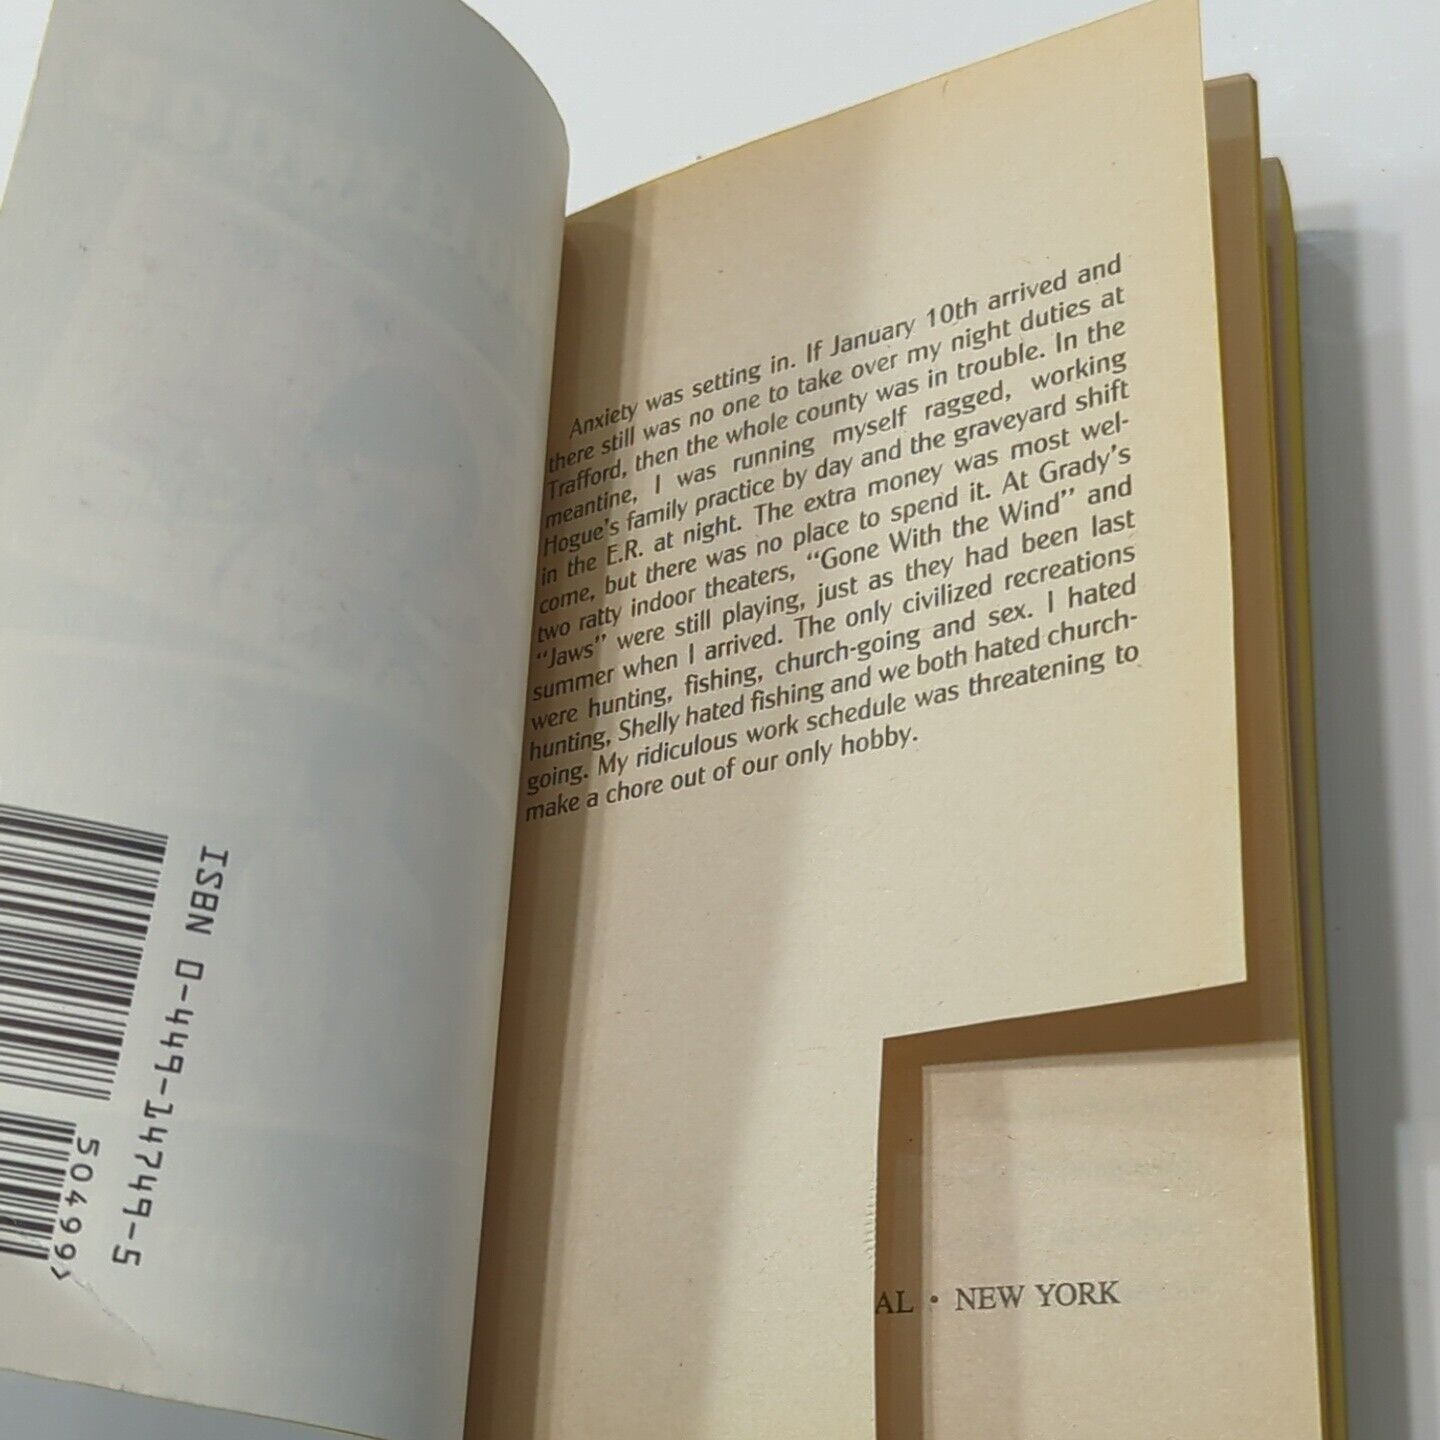 ISBN 0-449-14749-5
50499>
Anxiety was setting in. If January 10th arrived and
there still was no one to take over my night duties at
Trafford, then the whole county was in trouble. In the
meantine, I was running myself ragged, working
Hogue's family practice by day and the graveyard shift
in the E.R. at night. The extra money was most wel-
come, but there was no place to spend it. At Grady's
two ratty indoor theaters, “Gone With the Wind” and
“Jaws” were still playing, just as they had been last
summer when I arrived. The only civilized recreations
were hunting, fishing, church-going and sex. I hated
hunting, Shelly hated fishing and we both hated church-
going. My ridiculous work schedule was threatening to
make a chore out of our only hobby.
AL • NEW YORK